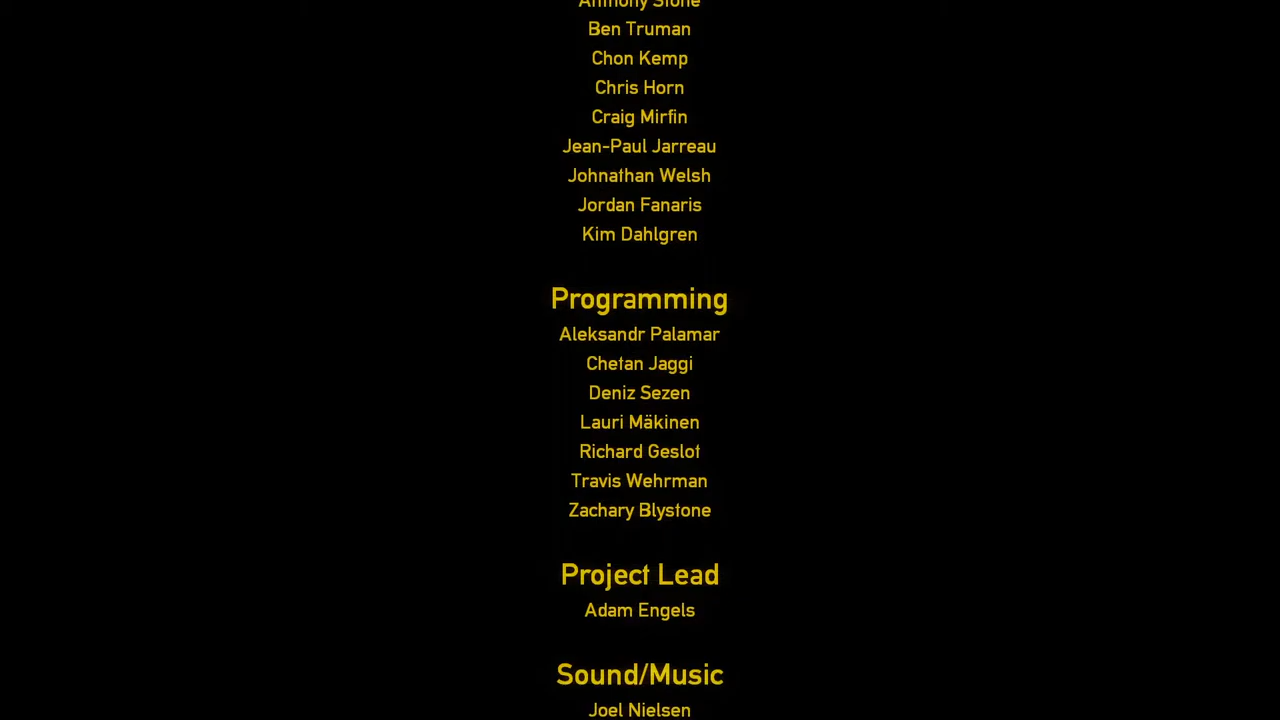 Anthony Stone
Ben Truman
Chon Kemp
Chris Horn
Craig Mirfin
Jean-Paul Jarreau
Johnathan Welsh
Jordan Fanaris
Kim Dahlgren
Programming
Aleksandr Palamar
Chetan Jaggi
Deniz Sezen
Lauri Mäkinen
Richard Geslot
Travis Wehrman
Zachary Blystone
Project Lead
Adam Engels
Sound/Music
Joel Nielsen